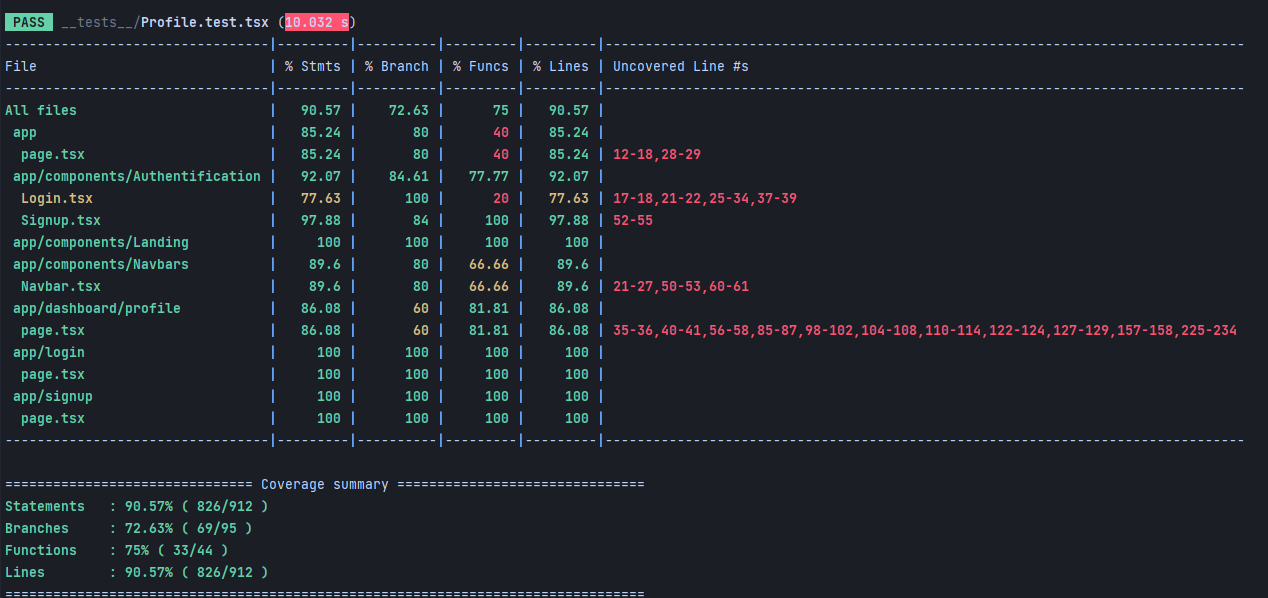 PASS __tests__/Profile.test.tsx (10.032 s)
-------------------------------|---------|----------|---------|---------|--------------------------------------------------------------------------------
File                           | % Stmts | % Branch | % Funcs | % Lines | Uncovered Line #s
-------------------------------|---------|----------|---------|---------|--------------------------------------------------------------------------------
All files                      |   90.57 |    72.63 |      75 |   90.57 |
 app                           |   85.24 |       80 |      40 |   85.24 |
  page.tsx                     |   85.24 |       80 |      40 |   85.24 | 12-18,28-29
 app/components/Authentification |   92.07 |    84.61 |   77.77 |   92.07 |
  Login.tsx                    |   77.63 |      100 |      20 |   77.63 | 17-18,21-22,25-34,37-39
  Signup.tsx                   |   97.88 |       84 |     100 |   97.88 | 52-55
 app/components/Landing        |     100 |      100 |     100 |     100 |
 app/components/Navbars        |    89.6 |       80 |   66.66 |    89.6 |
  Navbar.tsx                   |    89.6 |       80 |   66.66 |    89.6 | 21-27,50-53,60-61
 app/dashboard/profile         |   86.08 |       60 |   81.81 |   86.08 |
  page.tsx                     |   86.08 |       60 |   81.81 |   86.08 | 35-36,40-41,56-58,85-87,98-102,104-108,110-114,122-124,127-129,157-158,225-234
 app/login                     |     100 |      100 |     100 |     100 |
  page.tsx                     |     100 |      100 |     100 |     100 |
 app/signup                    |     100 |      100 |     100 |     100 |
  page.tsx                     |     100 |      100 |     100 |     100 |
-------------------------------|---------|----------|---------|---------|--------------------------------------------------------------------------------
=============================== Coverage summary ===============================
Statements   : 90.57% ( 826/912 )
Branches     : 72.63% ( 69/95 )
Functions    : 75% ( 33/44 )
Lines        : 90.57% ( 826/912 )
================================================================================